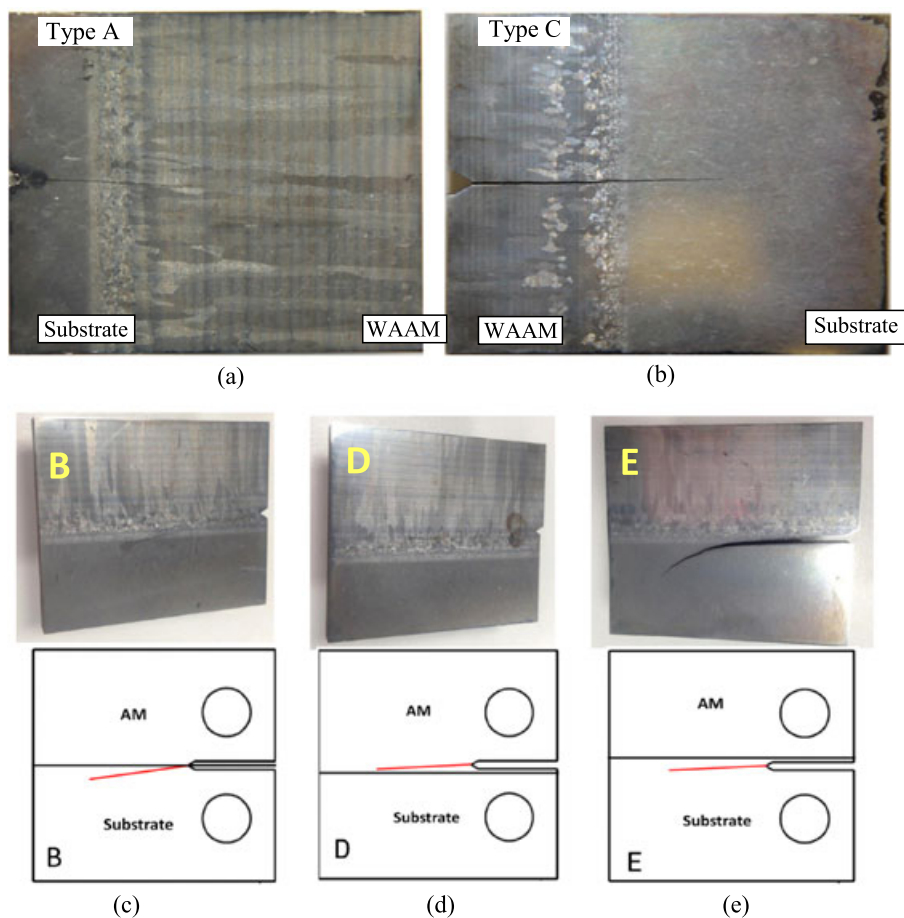 Type A
Type C
Substrate
WAAM
WAAM
Substrate
(a)
(b)
B
D
E
AM
AM
AM
Substrate
Substrate
Substrate
B
D
E
(c)
(d)
(e)